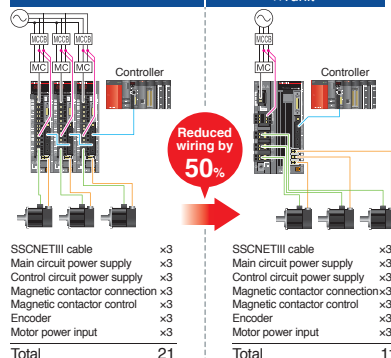 MCCB MCCB MCCB
MC MC MC
Controller
Reduced
wiring by
50%
MCCB
MC
Controller
SSCNETIII cable ×3
Main circuit power supply ×3
Control circuit power supply ×3
Magnetic contactor connection ×3
Magnetic contactor control ×3
Encoder ×3
Motor power input ×3
Total 21
SSCNETIII cable
Main circuit power supply
Control circuit power supply
Magnetic contactor connection
Magnetic contactor control
Encoder
Motor power input
Total